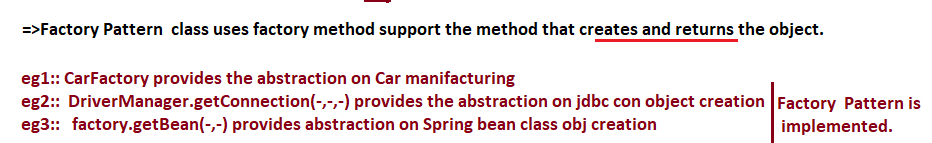 =>Factory Pattern  class uses factory method support the method that creates and returns the object.
eg1:: CarFactory provides the abstraction on Car manifacturing
eg2::  DriverManager.getConnection(-,-,-) provides the abstraction on jdbc con object creation
eg3::   factory.getBean(-,-) provides abstraction on Spring bean class obj creation
Factory  Pattern is
implemented.